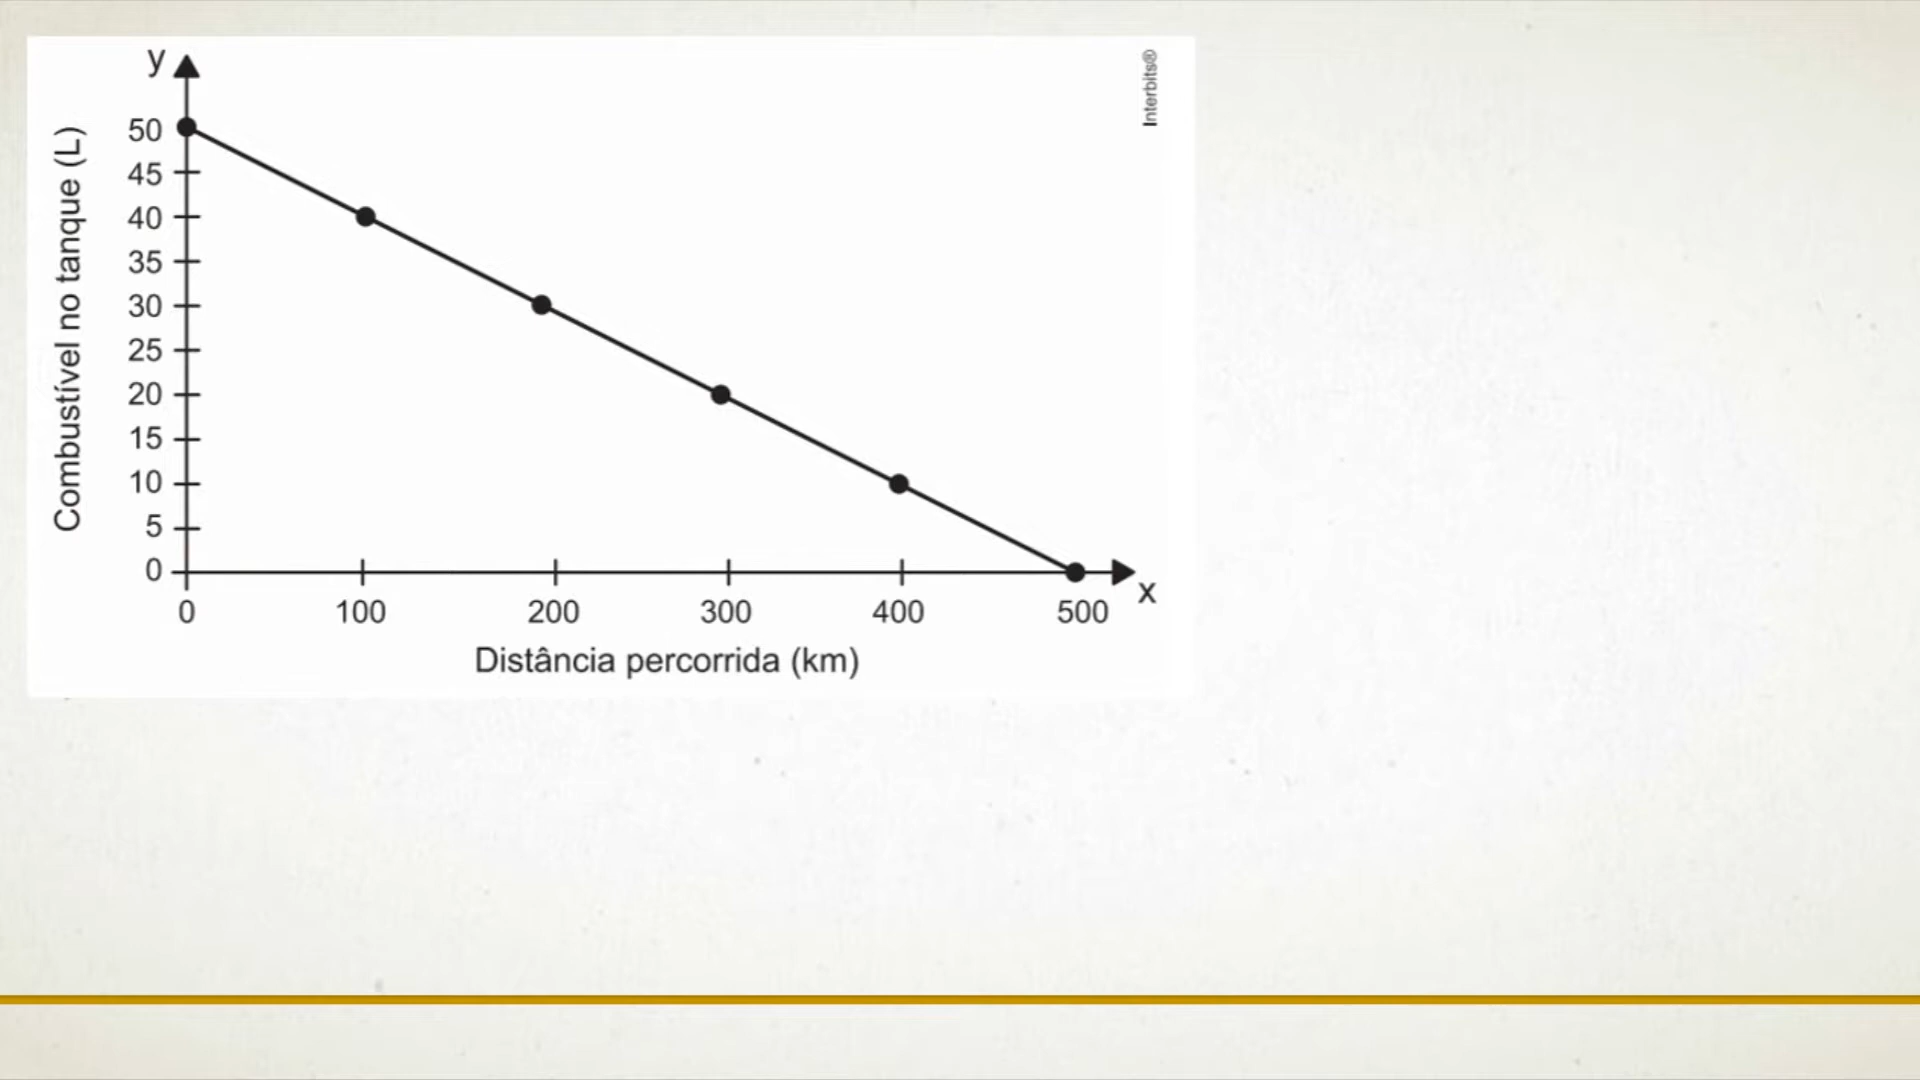 y
Interbits®
Combustível no tanque (L)
50
45
40
35
30
25
20
15
10
5
0
0 100 200 300 400 500
x
Distância percorrida (km)